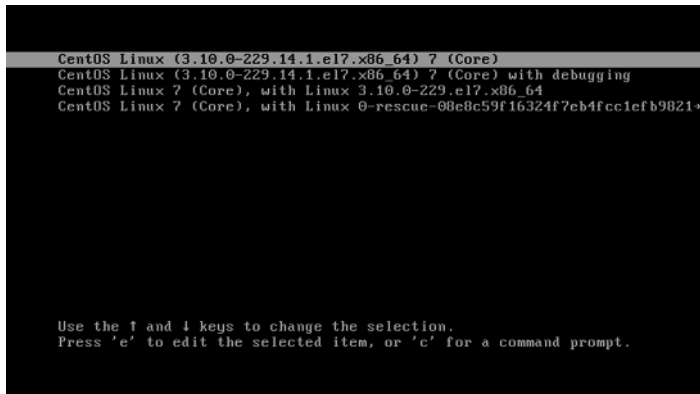 CentOS Linux (3.10.0-229.14.1.el7.x86_64) 7 (Core)
CentOS Linux (3.10.0-229.14.1.el7.x86_64) 7 (Core) with debugging
CentOS Linux 7 (Core), with Linux 3.10.0-229.el7.x86_64
CentOS Linux 7 (Core), with Linux 0-rescue-08e8c59f16324f7eb4fcc1efb9821→
Use the ↑ and ↓ keys to change the selection.
Press 'e' to edit the selected item, or 'c' for a command prompt.